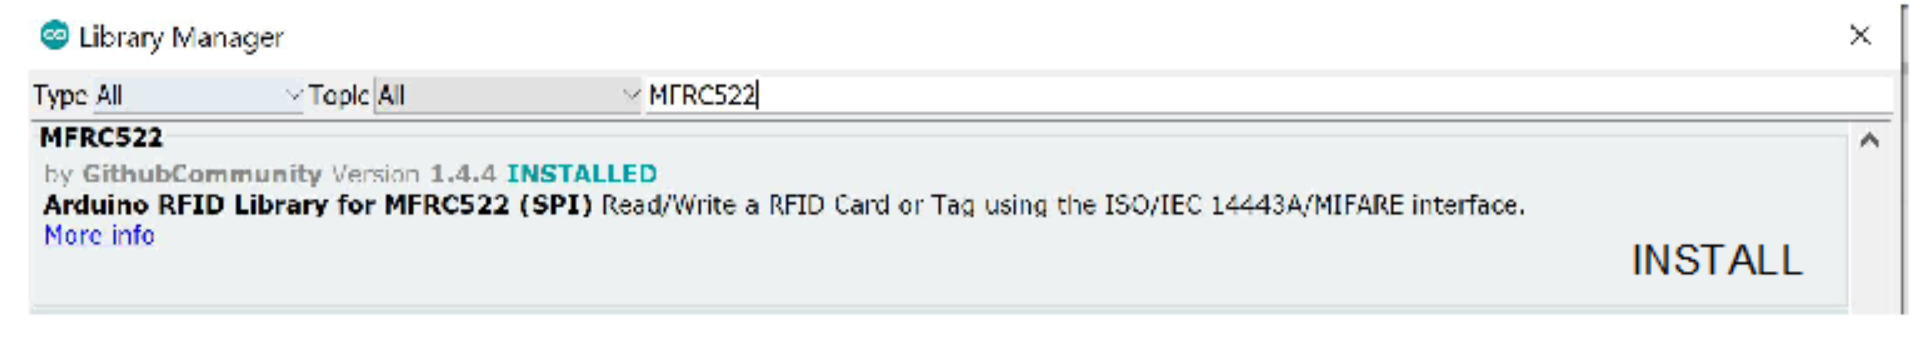 Library Manager
Type All Topic All MFRC522
MFRC522
by GithubCommunity Version 1.4.4 INSTALLED
Arduino RFID Library for MFRC522 (SPI) Read/Write a RFID Card or Tag using the ISO/IEC 14443A/MIFARE interface.
More info
INSTALL